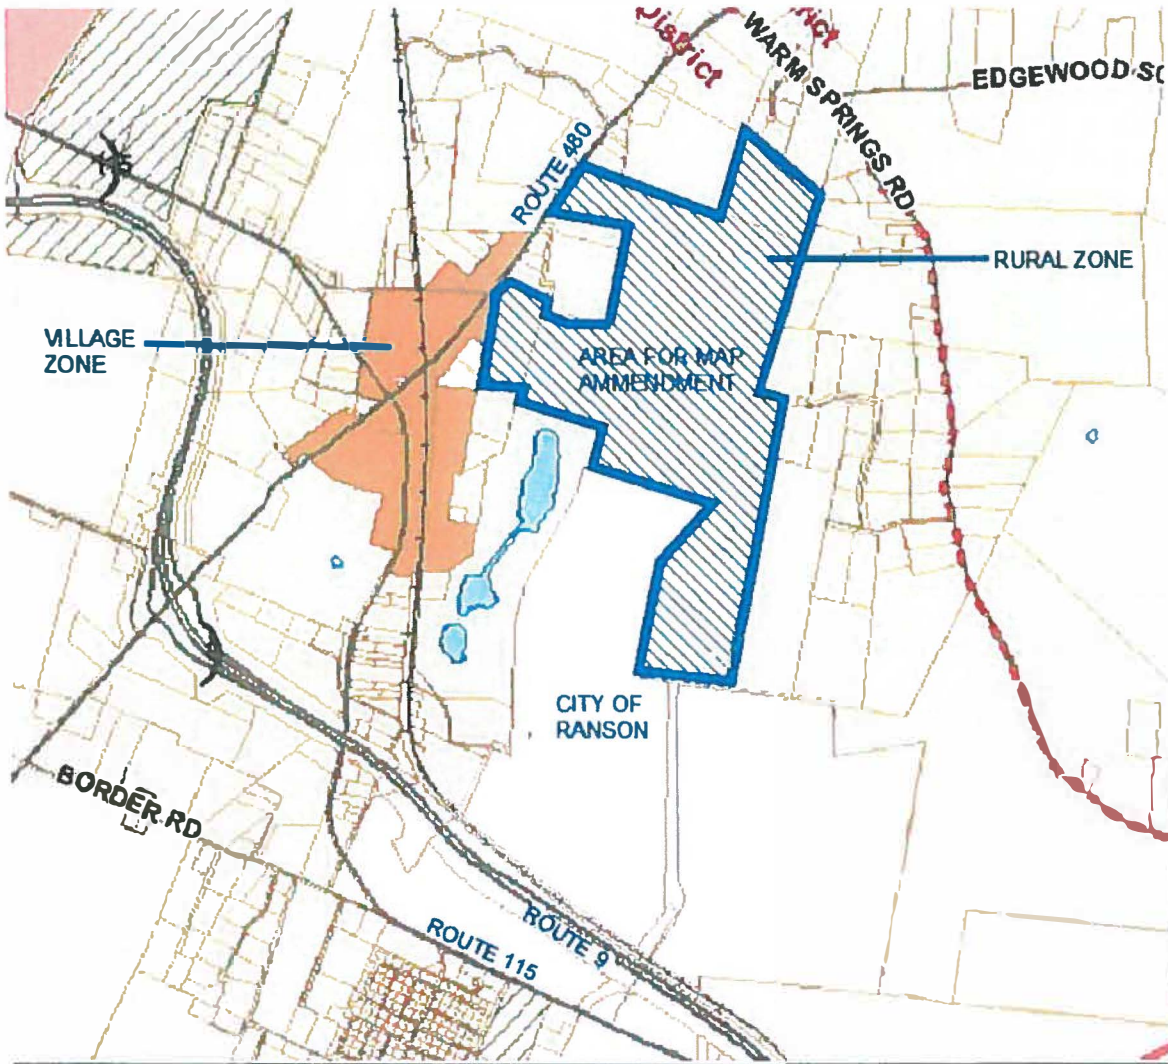 District
rict
WARM SPRINGS RD
EDGEWOOD SC
ROUTE 480
RURAL ZONE
VILLAGE
ZONE
AREA FOR MAP
AMMENDMENT
CITY OF
RANSON
BORDER RD
ROUTE 9
ROUTE 115